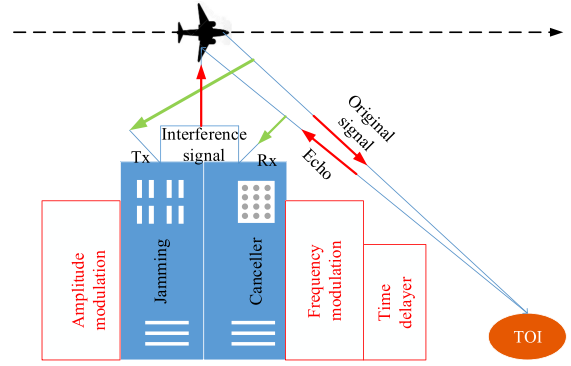 Original
signal
Echo
Interference
signal
Tx
Rx
Amplitude
modulation
Jamming
Canceller
Frequency
modulation
Time
delayer
TOI